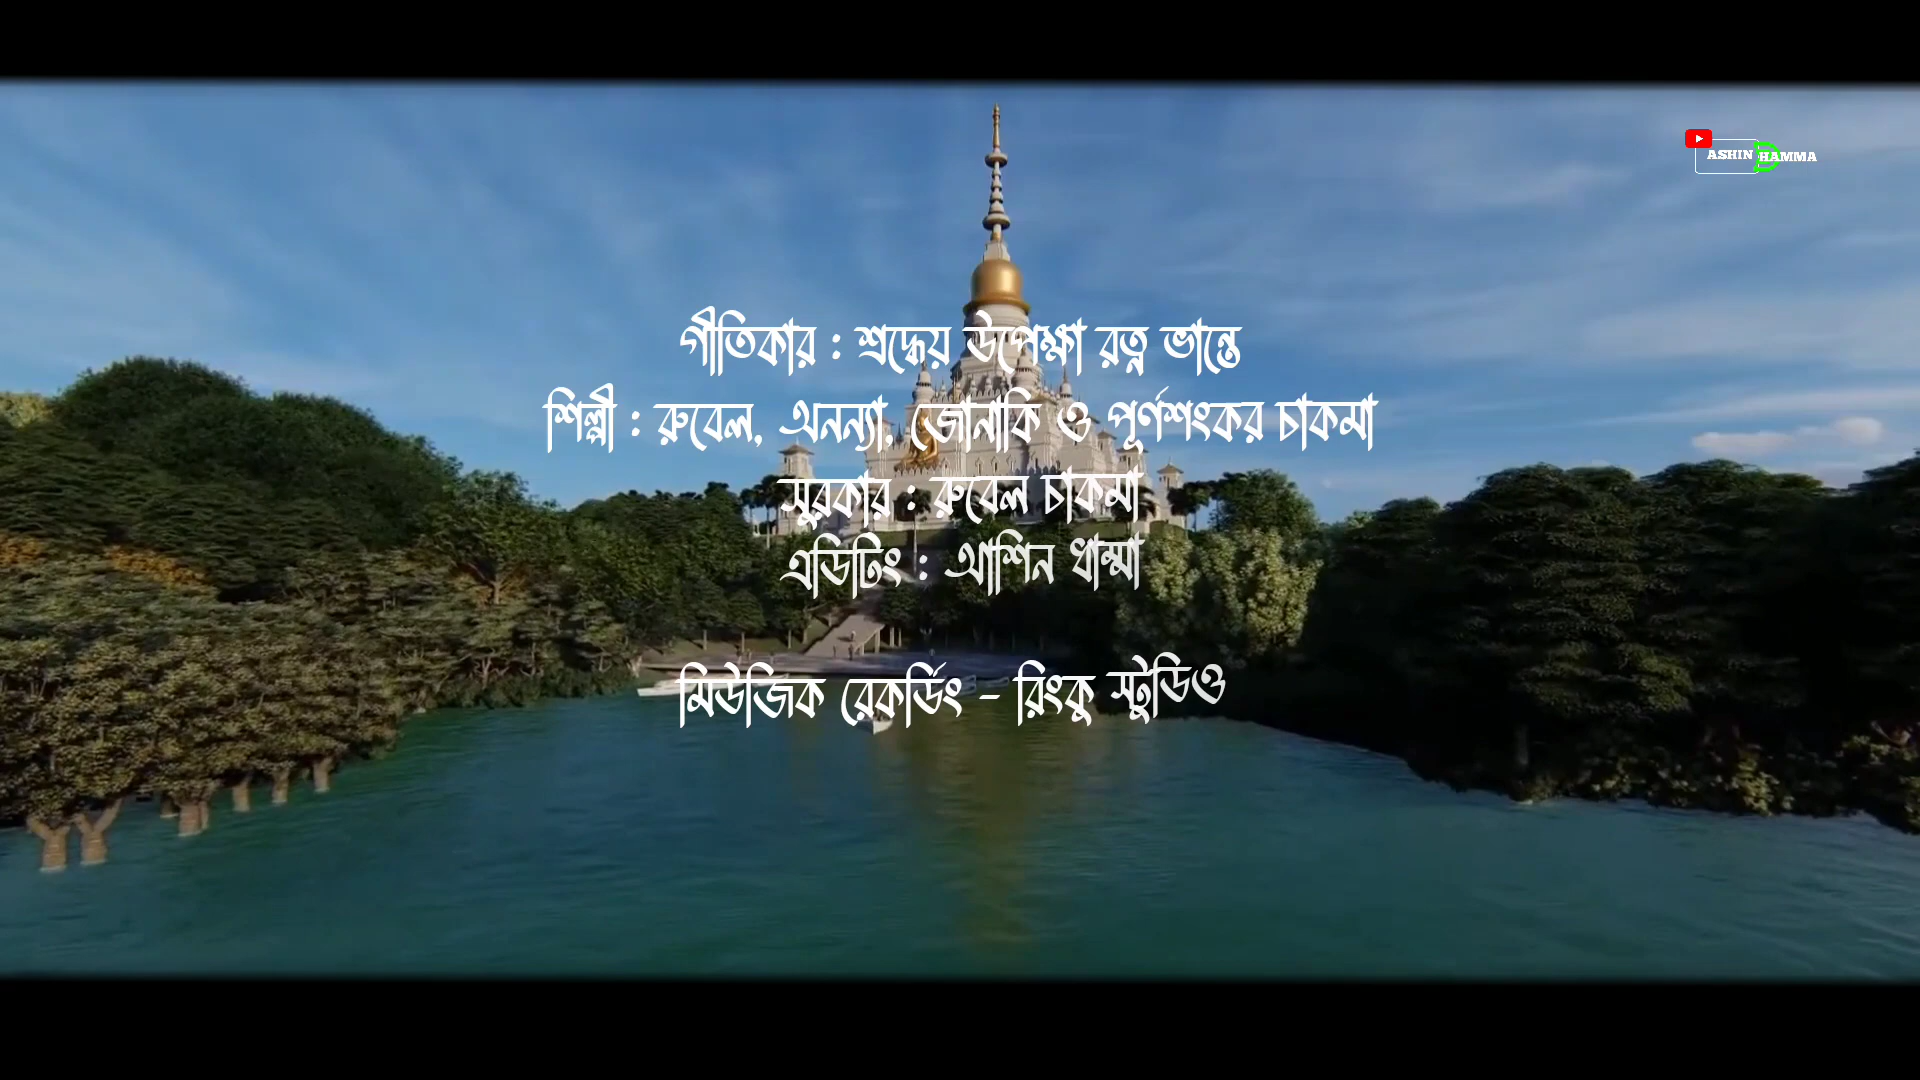 ASHIN DHAMMA
গীতিকার : শ্রদ্ধেয় উপেক্ষা রত্ন ভান্তে
শিল্পী : রুবেল, অনন্যা, জোনাকি ও পূর্ণশংকর চাকমা
সুরকার : রুবেল চাকমা
এডিটিং : আশিন ধাম্মা
মিউজিক রেকর্ডিং - রিংকু স্টুডিও